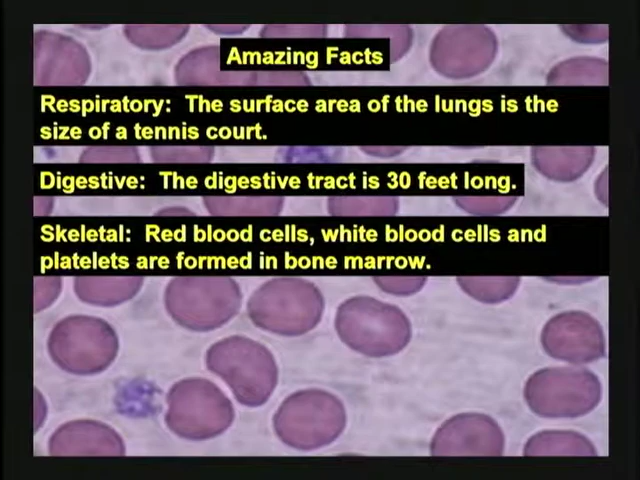 Amazing Facts
Respiratory: The surface area of the lungs is the
size of a tennis court.
Digestive: The digestive tract is 30 feet long.
Skeletal: Red blood cells, white blood cells and
platelets are formed in bone marrow.